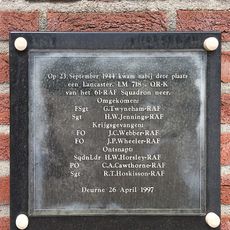 Op 23 September 1944 kwam nabij deze plaats
een Lancaster, LM 718 - QR-K
van het 61-RAF Squadron neer.
Omgekomen:
FSgt G.Twyneham-RAF
Sgt H.W.Jennings-RAF
Krijgsgevangen:
FO J.C.Webber-RAF
FO J.P.Wheeler-RAF
Ontsnapt:
SqdnLdr H.W.Horsley-RAF
PO C.A.Cawthorne-RAF
Sgt R.T.Hoskisson-RAF
Deurne 26 April 1997